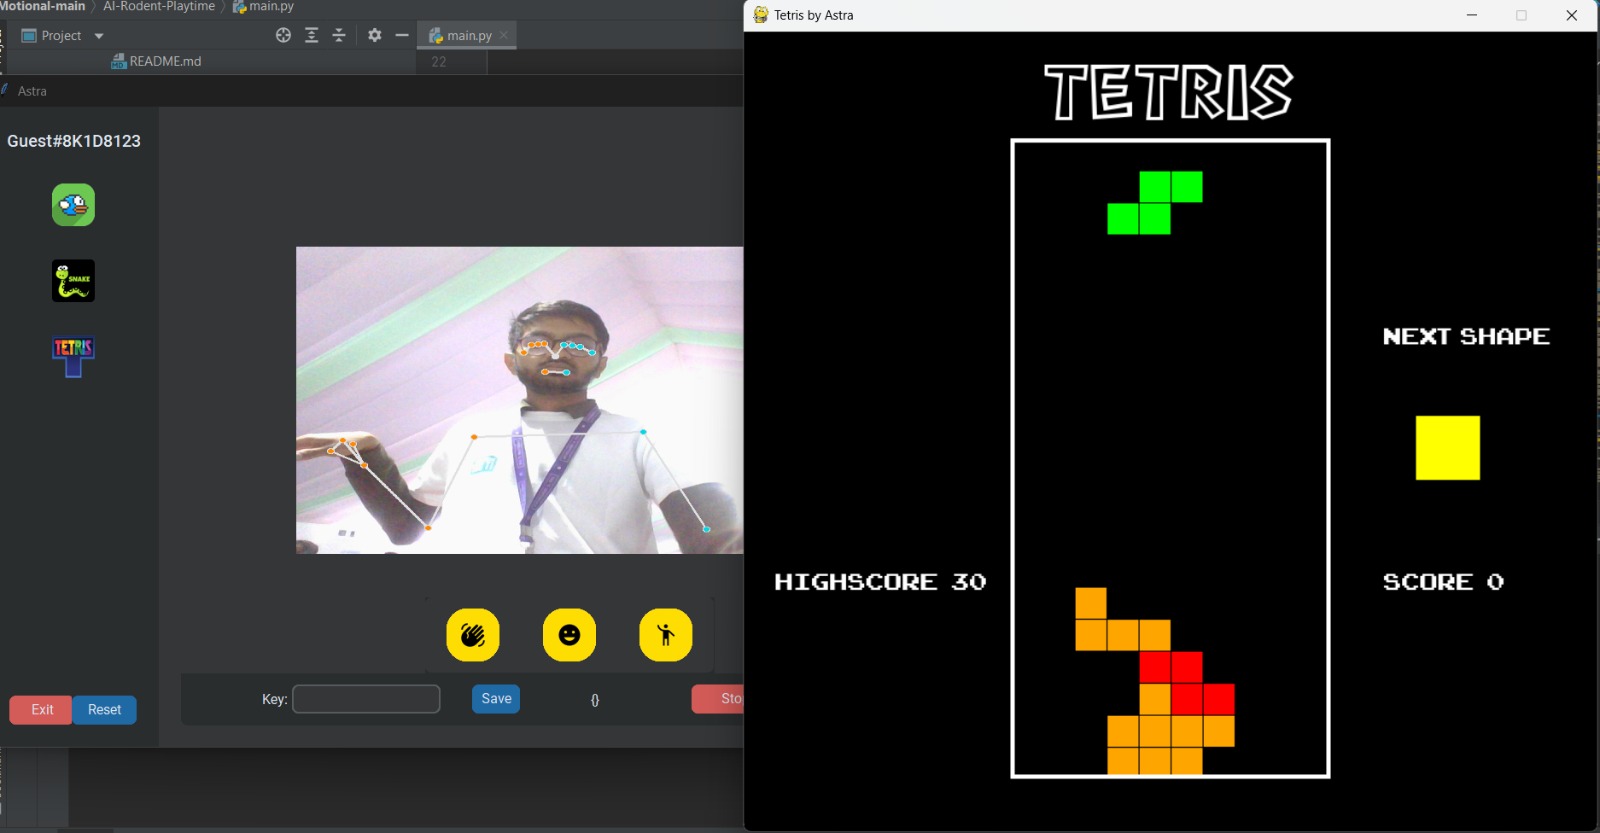 Motional-main
AI-Rodent-Playtime
main.py
Project
main.py
README.md
22
Astra
Guest#8K1D8123
SNAKE
TETRIS
Key:
Save
{}
Exit
Reset
Tetris by Astra
TETRIS
NEXT SHAPE
HIGHSCORE 30
SCORE 0